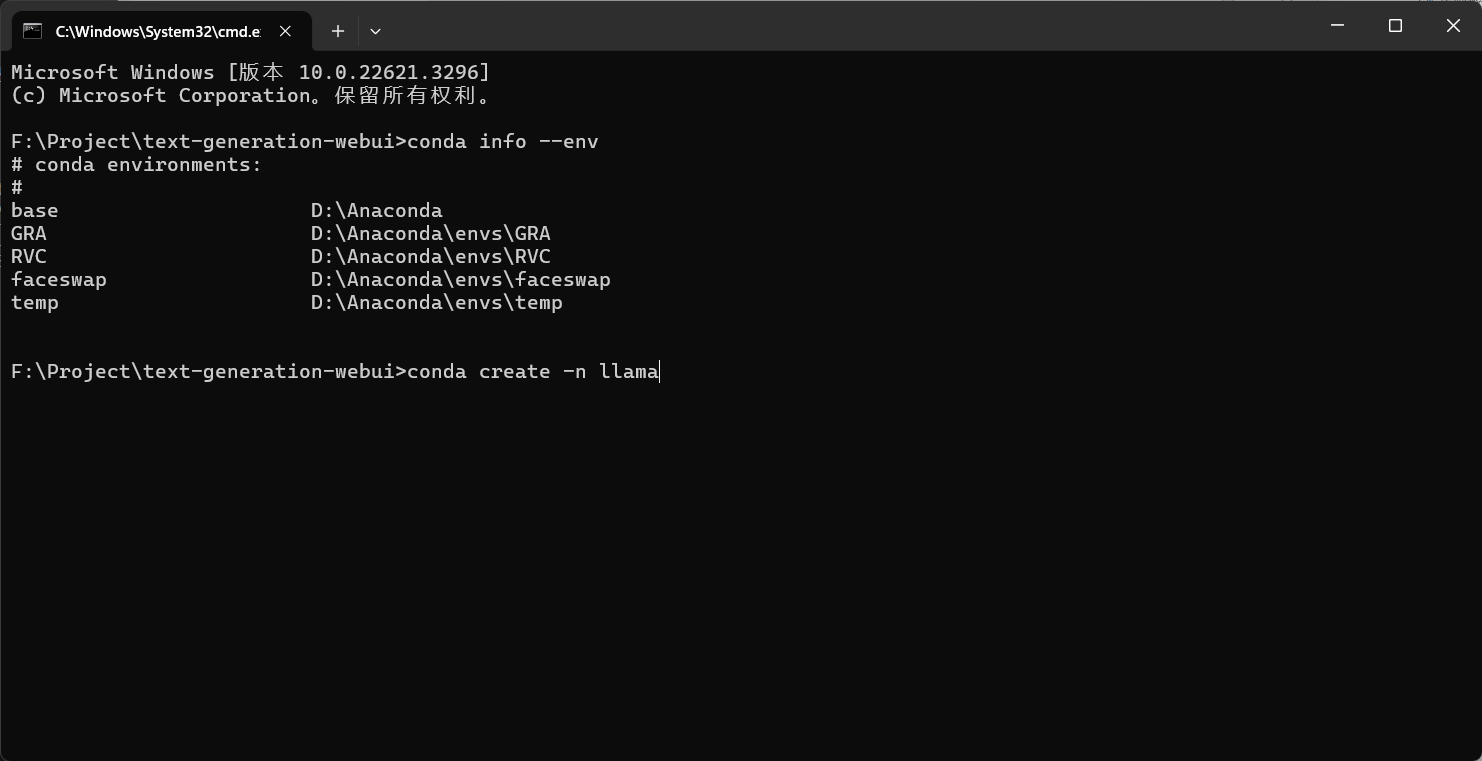 C:\Windows\System32\cmd.e
Microsoft Windows [版本 10.0.22621.3296]
(c) Microsoft Corporation。保留所有权利。
F:\Project\text-generation-webui>conda info --env
# conda environments:
#
base                     D:\Anaconda
GRA                      D:\Anaconda\envs\GRA
RVC                      D:\Anaconda\envs\RVC
faceswap                 D:\Anaconda\envs\faceswap
temp                     D:\Anaconda\envs\temp
F:\Project\text-generation-webui>conda create -n llama